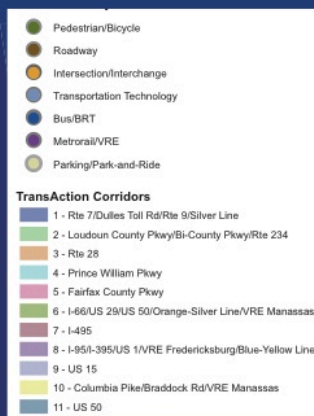 Pedestrian/Bicycle
Roadway
Intersection/Interchange
Transportation Technology
Bus/BRT
Metrorail/VRE
Parking/Park-and-Ride
TransAction Corridors
1 - Rte 7/Dulles Toll Rd/Rte 9/Silver Line
2 - Loudoun County Pkwy/Bi-County Pkwy/Rte 234
3 - Rte 28
4 - Prince William Pkwy
5 - Fairfax County Pkwy
6 - I-66/US 29/US 50/Orange-Silver Line/VRE Manassas
7 - I-495
8 - I-95/I-395/US 1/VRE Fredericksburg/Blue-Yellow Line
9 - US 15
10 - Columbia Pike/Braddock Rd/VRE Manassas
11 - US 50